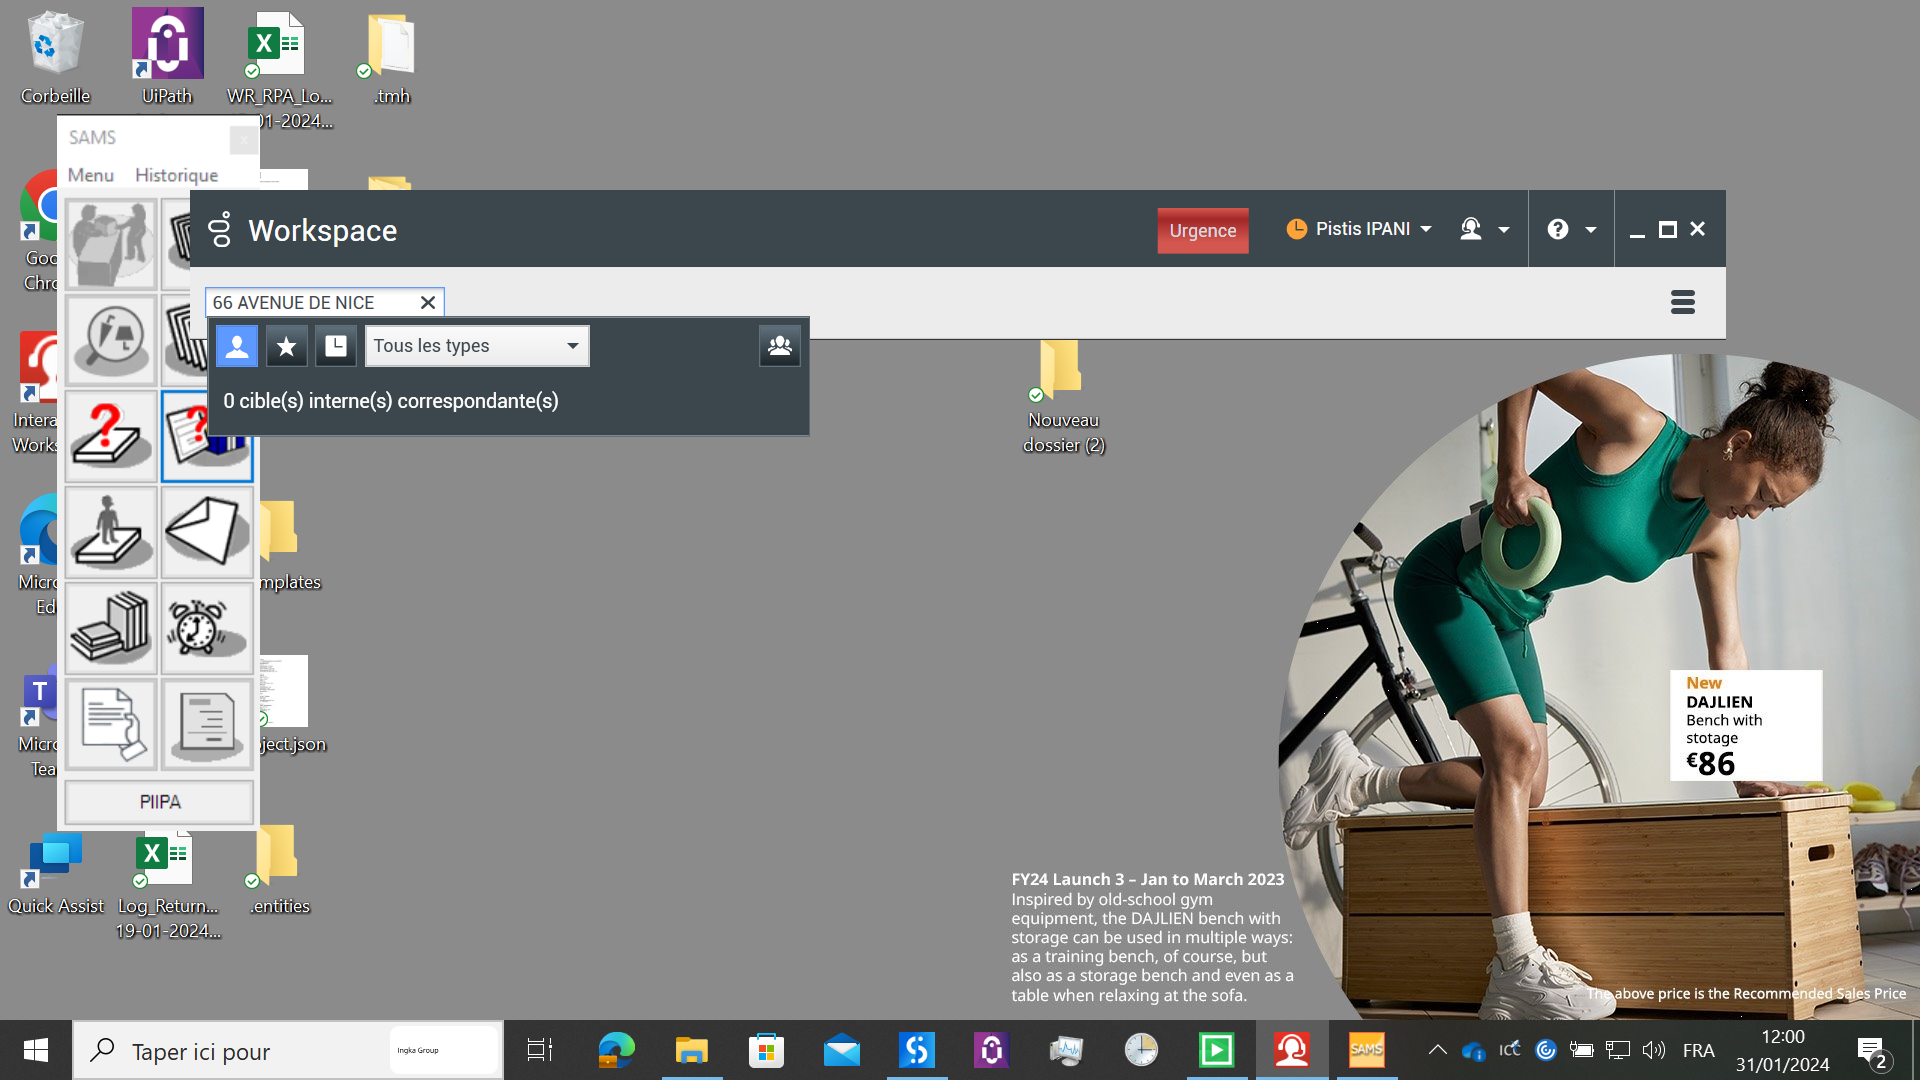 Corbeille
UiPath
WR_RPA_Lo...
01-2024...
.tmh
SAMS
Menu Historique
Workspace
Urgence
Pistis IPANI
66 AVENUE DE NICE
Tous les types
0 cible(s) interne(s) correspondante(s)
Goo
Chr
Intera
Works
Nouveau
dossier (2)
Micro
Ed
mplates
Micro
Tea
ject.json
PIIPA
New
DAJLIEN
Bench with
stotage
€86
Quick Assist
Log_Return...
19-01-2024...
.entities
FY24 Launch 3 – Jan to March 2023
Inspired by old-school gym
equipment, the DAJLIEN bench with
storage can be used in multiple ways:
as a training bench, of course, but
also as a storage bench and even as a
table when relaxing at the sofa.
The above price is the Recommended Sales Price
Taper ici pour
Ingka Group
SAMS
ICC
FRA
12:00
31/01/2024
2